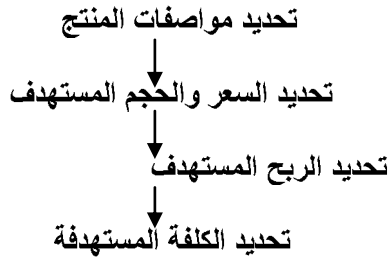 تحديد مواصفات المنتج
تحديد السعر والحجم المستهدف
تحديد الربح المستهدف
تحديد الكلفة المستهدفة